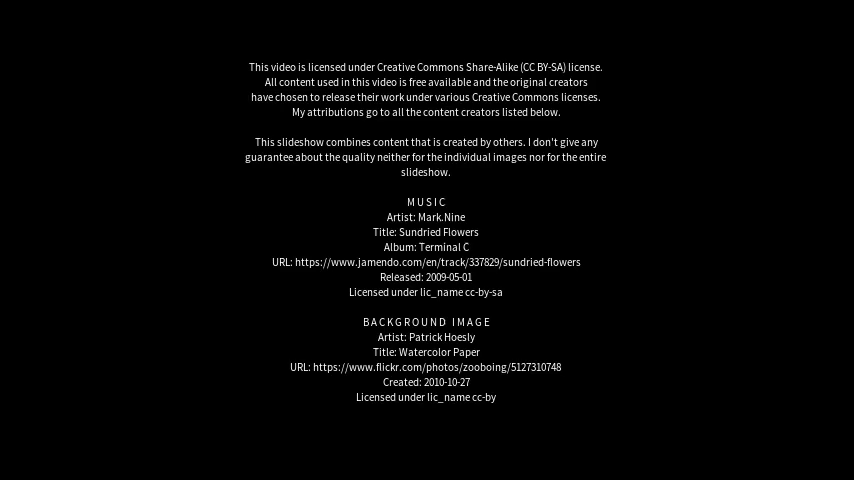 This video is licensed under Creative Commons Share-Alike (CC BY-SA) license.
All content used in this video is free available and the original creators
have chosen to release their work under various Creative Commons licenses.
My attributions go to all the content creators listed below.
This slideshow combines content that is created by others. I don't give any
guarantee about the quality neither for the individual images nor for the entire
slideshow.
M U S I C
Artist: Mark.Nine
Title: Sundried Flowers
Album: Terminal C
URL: https://www.jamendo.com/en/track/337829/sundried-flowers
Released: 2009-05-01
Licensed under lic_name cc-by-sa
B A C K G R O U N D   I M A G E
Artist: Patrick Hoesly
Title: Watercolor Paper
URL: https://www.flickr.com/photos/zooboing/5127310748
Created: 2010-10-27
Licensed under lic_name cc-by